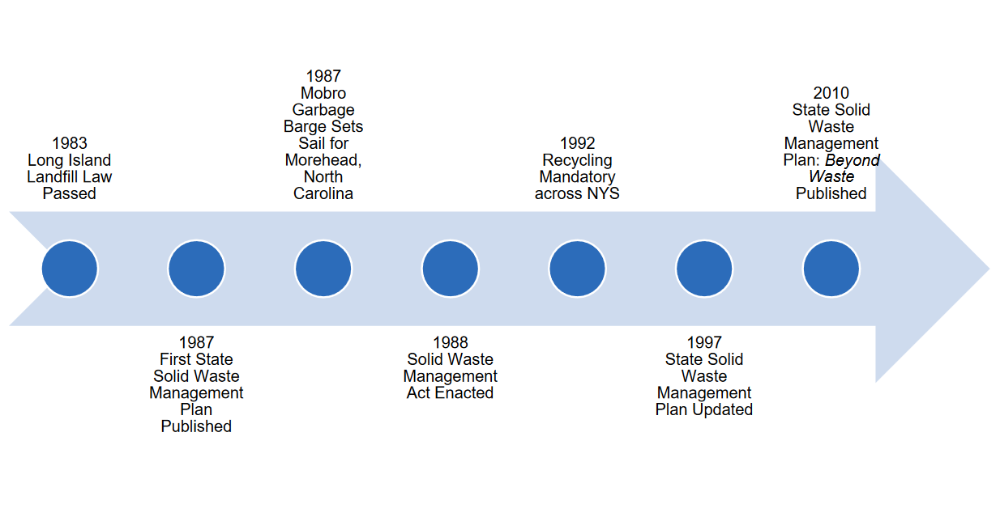 1983
Long Island
Landfill Law
Passed
1987
First State
Solid Waste
Management
Plan
Published
1987
Mobro
Garbage
Barge Sets
Sail for
Morehead,
North
Carolina
1988
Solid Waste
Management
Act Enacted
1992
Recycling
Mandatory
across NYS
1997
State Solid
Waste
Management
Plan Updated
2010
State Solid
Waste
Management
Plan: Beyond
Waste
Published